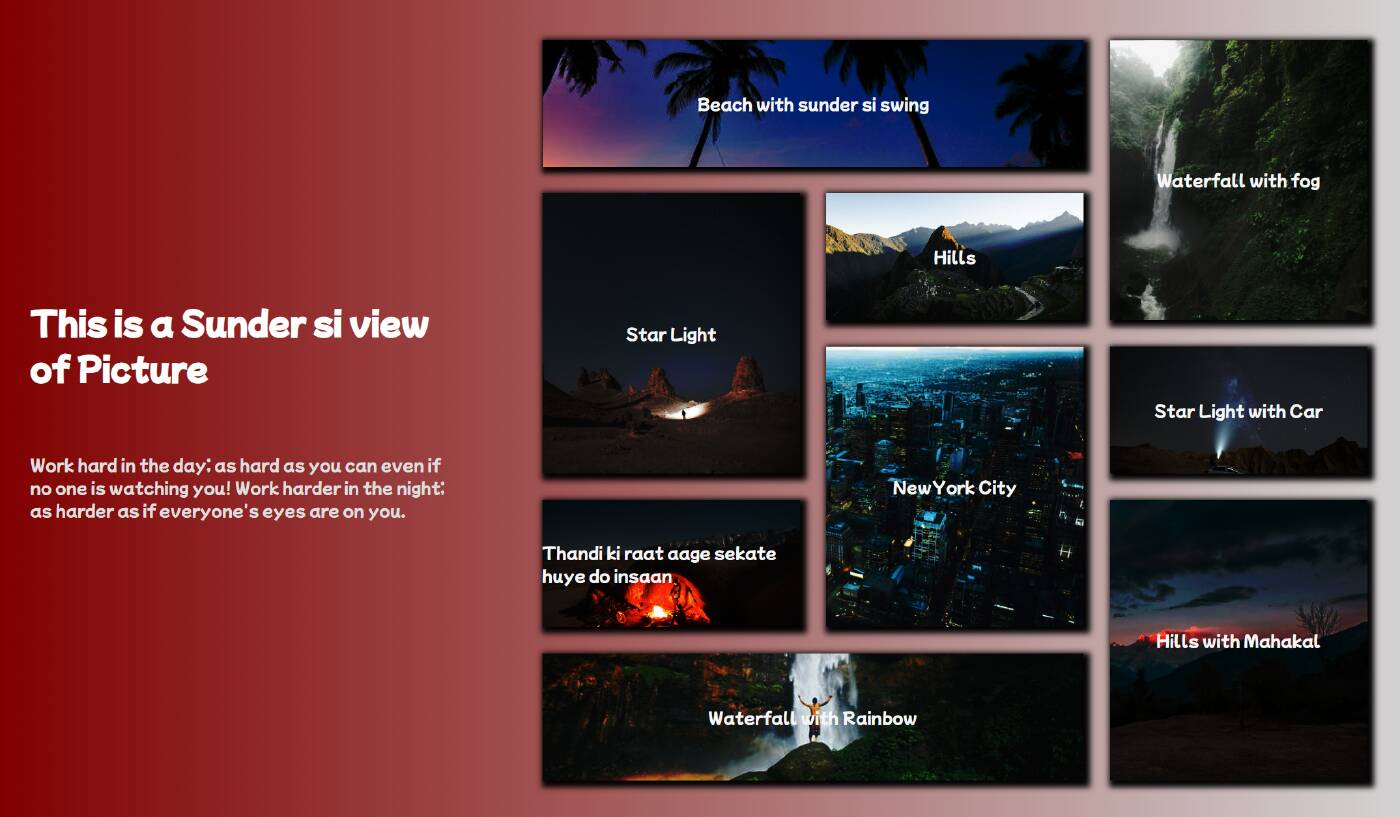 This is a Sunder si view
of Picture
Work hard in the day; as hard as you can even if
no one is watching you! Work harder in the night;
as harder as if everyone's eyes are on you.
Beach with sunder si swing
Waterfall with fog
Star Light
Hills
Star Light with Car
NewYork City
Thandi ki raat aage sekate
huye do insaan
Hills with Mahakal
Waterfall with Rainbow